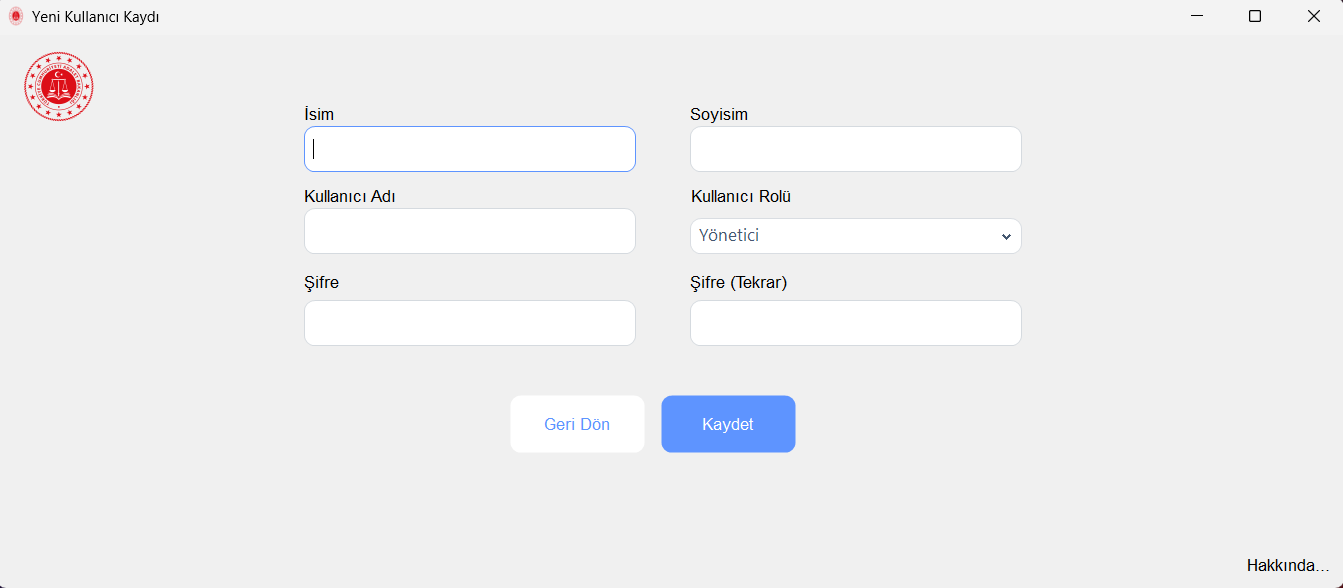 Yeni Kullanıcı Kaydı
İsim
Soyisim
Kullanıcı Adı
Kullanıcı Rolü
Yönetici
Şifre
Şifre (Tekrar)
Geri Dön
Kaydet
Hakkında...